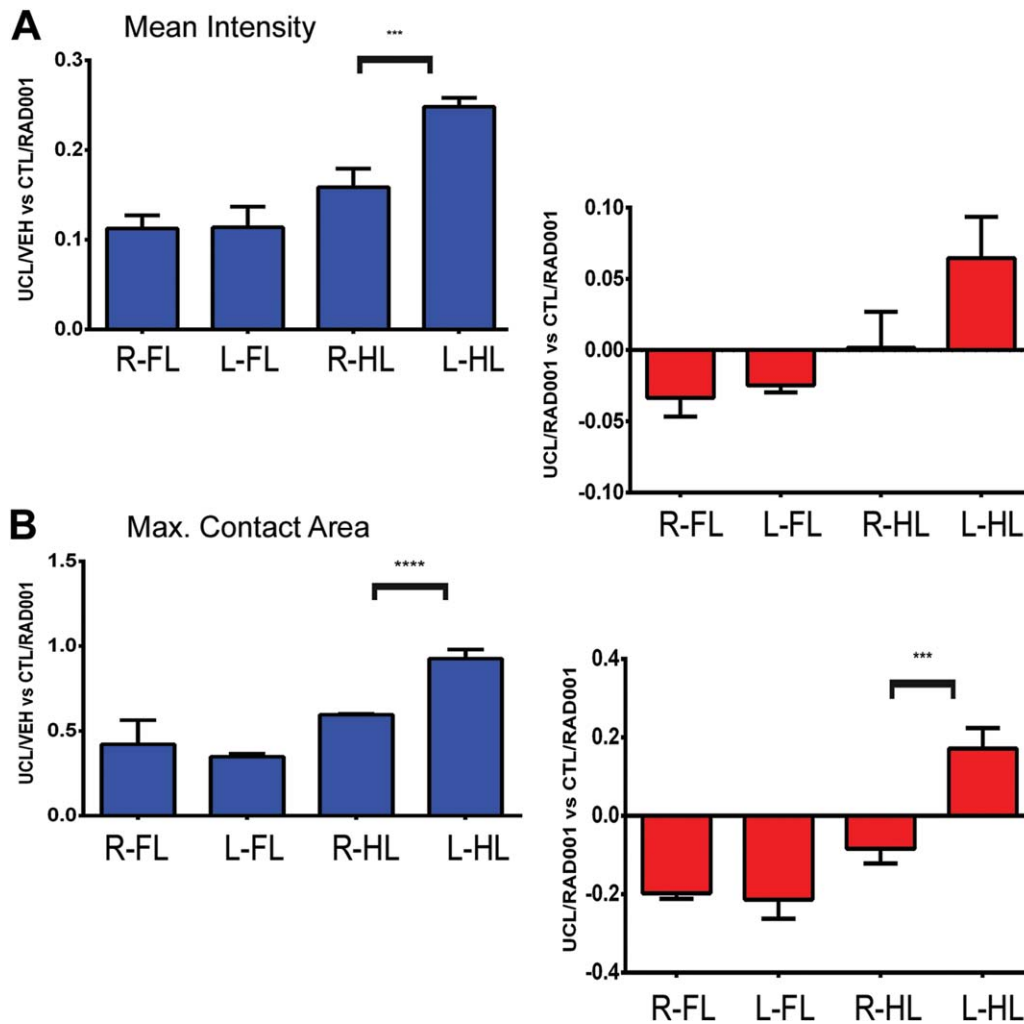 A
Mean Intensity
***
UCL/VEH vs CTL/RAD001
0.3
0.2
0.1
0.0
R-FL L-FL R-HL L-HL
UCL/RAD001 vs CTL/RAD001
0.10
0.05
0.00
-0.05
-0.10
R-FL L-FL R-HL L-HL
B
Max. Contact Area
****
UCL/VEH vs CTL/RAD001
1.5
1.0
0.5
0.0
R-FL L-FL R-HL L-HL
***
UCL/RAD001 vs CTL/RAD001
0.4
0.2
0.0
-0.2
-0.4
R-FL L-FL R-HL L-HL